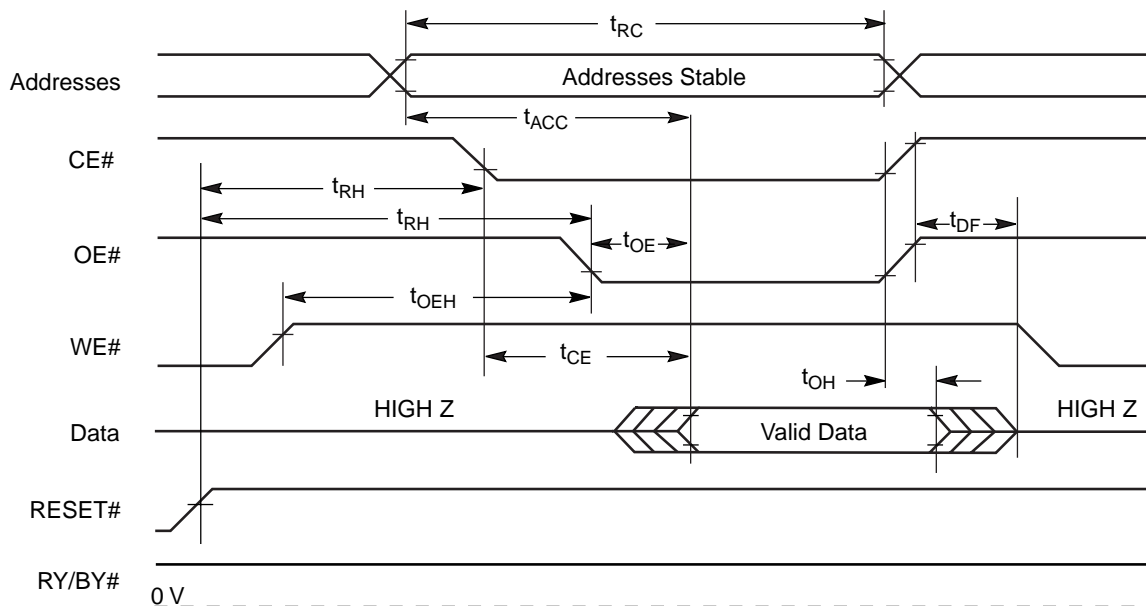 tRC
Addresses
Addresses Stable
tACC
CE#
tRH
tRH
tOE
tDF
OE#
tOEH
WE#
tCE
tOH
HIGH Z
HIGH Z
Data
Valid Data
RESET#
RY/BY#
0 V